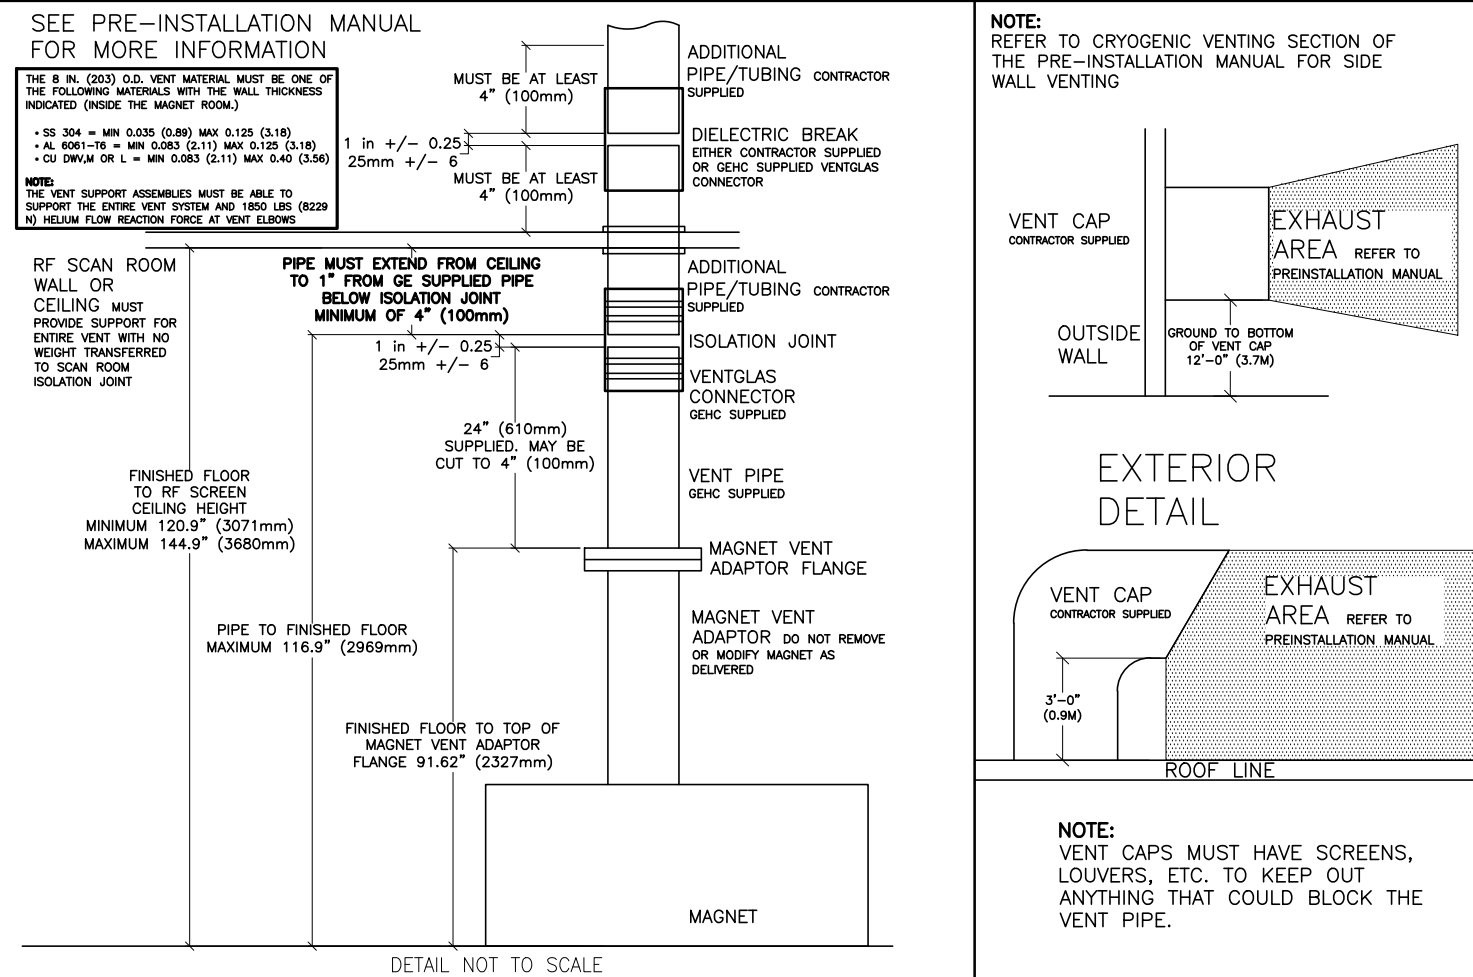 SEE PRE-INSTALLATION MANUAL
FOR MORE INFORMATION
THE 8 IN. (203) O.D. VENT MATERIAL MUST BE ONE OF
THE FOLLOWING MATERIALS WITH THE WALL THICKNESS
INDICATED (INSIDE THE MAGNET ROOM.)
• SS 304 = MIN 0.035 (0.89) MAX 0.125 (3.18)
• AL 6061-T6 = MIN 0.083 (2.11) MAX 0.125 (3.18)
• CU DWV,M OR L = MIN 0.083 (2.11) MAX 0.40 (3.56)
NOTE:
THE VENT SUPPORT ASSEMBLIES MUST BE ABLE TO
SUPPORT THE ENTIRE VENT SYSTEM AND 1850 LBS (8229
N) HELIUM FLOW REACTION FORCE AT VENT ELBOWS
MUST BE AT LEAST
4" (100mm)
1 in +/- 0.25
25mm +/- 6
MUST BE AT LEAST
4" (100mm)
ADDITIONAL
PIPE/TUBING CONTRACTOR
SUPPLIED
DIELECTRIC BREAK
EITHER CONTRACTOR SUPPLIED
OR GEHC SUPPLIED VENTGLAS
CONNECTOR
RF SCAN ROOM
WALL OR
CEILING MUST
PROVIDE SUPPORT FOR
ENTIRE VENT WITH NO
WEIGHT TRANSFERRED
TO SCAN ROOM
ISOLATION JOINT
PIPE MUST EXTEND FROM CEILING
TO 1" FROM GE SUPPLIED PIPE
BELOW ISOLATION JOINT
MINIMUM OF 4" (100mm)
1 in +/- 0.25
25mm +/- 6
ADDITIONAL
PIPE/TUBING CONTRACTOR
SUPPLIED
ISOLATION JOINT
VENTGLAS
CONNECTOR
GEHC SUPPLIED
24" (610mm)
SUPPLIED. MAY BE
CUT TO 4" (100mm)
VENT PIPE
GEHC SUPPLIED
FINISHED FLOOR
TO RF SCREEN
CEILING HEIGHT
MINIMUM 120.9" (3071mm)
MAXIMUM 144.9" (3680mm)
MAGNET VENT
ADAPTOR FLANGE
PIPE TO FINISHED FLOOR
MAXIMUM 116.9" (2969mm)
MAGNET VENT
ADAPTOR DO NOT REMOVE
OR MODIFY MAGNET AS
DELIVERED
FINISHED FLOOR TO TOP OF
MAGNET VENT ADAPTOR
FLANGE 91.62" (2327mm)
MAGNET
DETAIL NOT TO SCALE
NOTE:
REFER TO CRYOGENIC VENTING SECTION OF
THE PRE-INSTALLATION MANUAL FOR SIDE
WALL VENTING
VENT CAP
CONTRACTOR SUPPLIED
EXHAUST
AREA REFER TO
PREINSTALLATION MANUAL
OUTSIDE
WALL
GROUND TO BOTTOM
OF VENT CAP
12'-0" (3.7M)
EXTERIOR
DETAIL
VENT CAP
CONTRACTOR SUPPLIED
EXHAUST
AREA REFER TO
PREINSTALLATION MANUAL
3'-0"
(0.9M)
ROOF LINE
NOTE:
VENT CAPS MUST HAVE SCREENS,
LOUVERS, ETC. TO KEEP OUT
ANYTHING THAT COULD BLOCK THE
VENT PIPE.